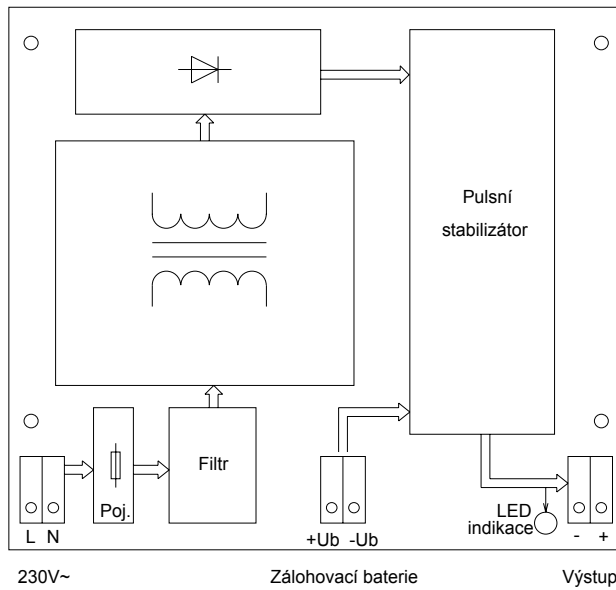 Pulsní
stabilizátor
Filtr
Poj.
L N
+Ub -Ub
LED
indikace
- +
230V~
Zálohovací baterie
Výstup